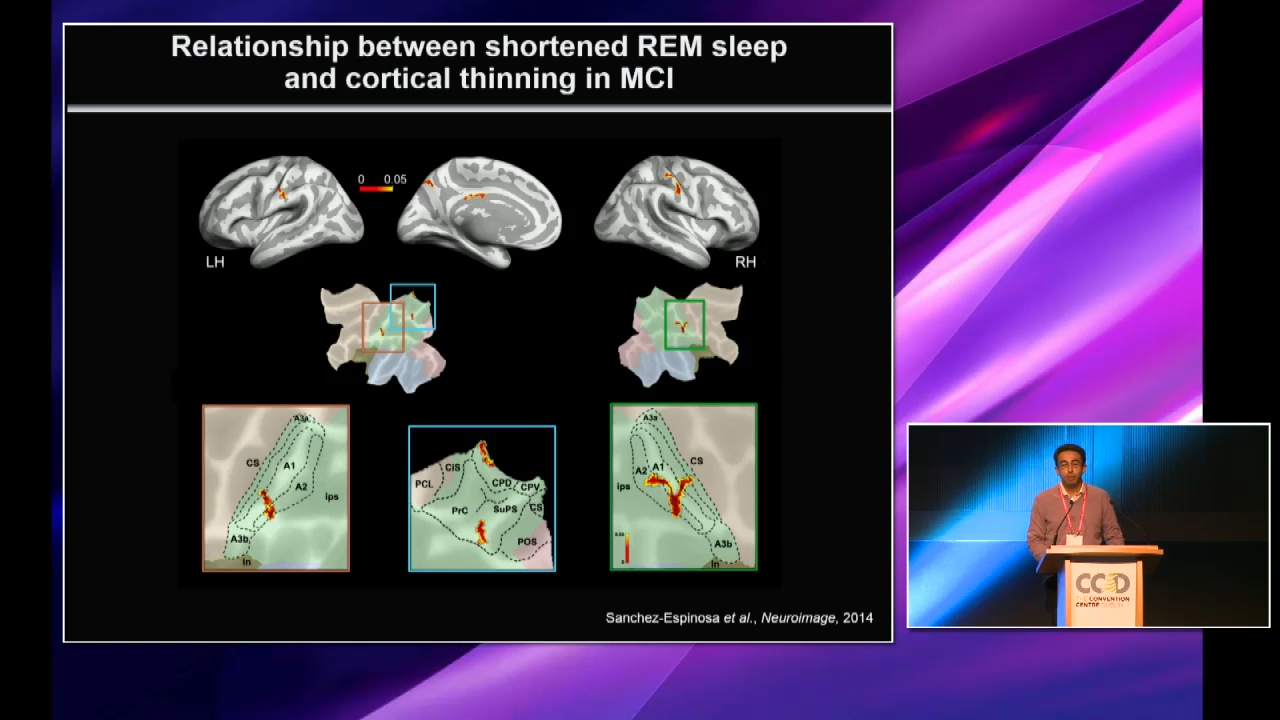 Relationship between shortened REM sleep
and cortical thinning in MCI
0 0.05
LH
RH
A3a
CS
A1
A2
ips
A3b
In
PCL
CiS
CPD
CPV
PrC
SuPS
CS
POS
A3a
A2
A1
CS
ips
A3b
In
Sanchez-Espinosa et al., Neuroimage, 2014
THE CONVENTION
CENTRE DUBLIN